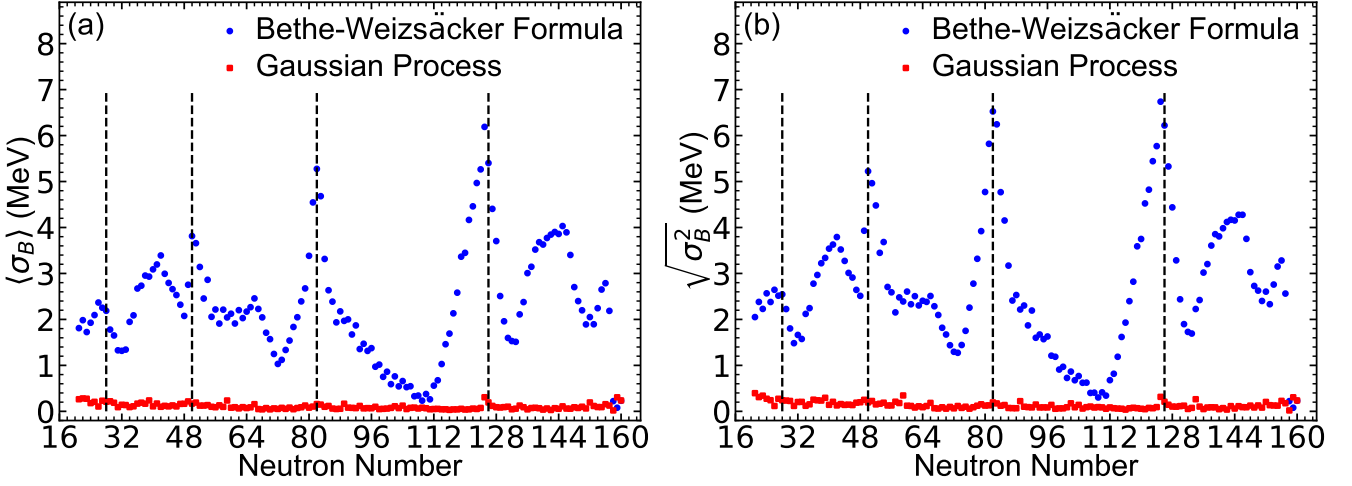 (a)
Bethe-Weizsäcker Formula
Gaussian Process
8
7
6
5
4
3
2
1
0
⟨σ_B⟩ (MeV)
16 32 48 64 80 96 112 128 144 160
Neutron Number
(b)
Bethe-Weizsäcker Formula
Gaussian Process
8
7
6
5
4
3
2
1
0
√σ_B^2 (MeV)
16 32 48 64 80 96 112 128 144 160
Neutron Number